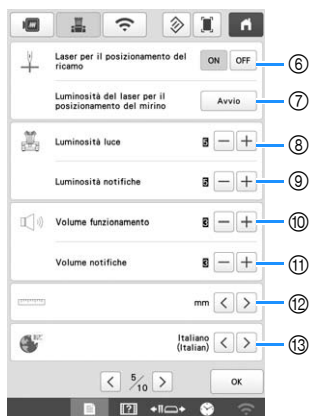 Laser per il posizionamento del
ricamo
ON OFF
⑥
Luminosità del laser per il
posizionamento del mirino
Avvio
⑦
Luminosità luce
5 − +
⑧
Luminosità notifiche
5 − +
⑨
Volume funzionamento
3 − +
⑩
Volume notifiche
3 − +
⑪
mm < >
⑫
Italiano
(Italian)
< >
⑬
< 5/10 >
OK